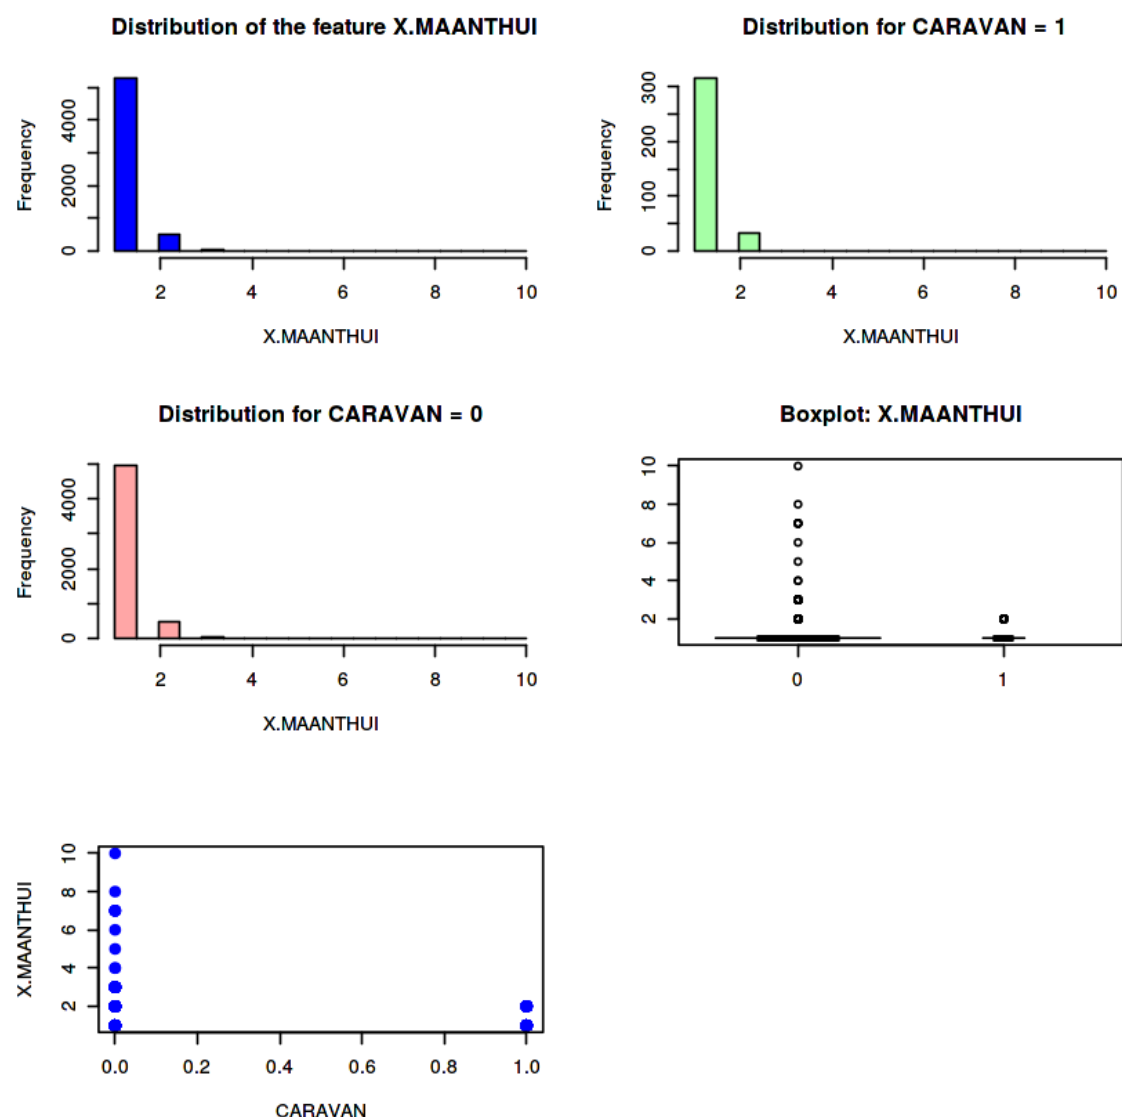 Distribution of the feature X.MAANTHUI
Frequency
0 2000 4000
2 4 6 8 10
X.MAANTHUI
Distribution for CARAVAN = 1
Frequency
0 100 200 300
2 4 6 8 10
X.MAANTHUI
Distribution for CARAVAN = 0
Frequency
0 2000 4000
2 4 6 8 10
X.MAANTHUI
Boxplot: X.MAANTHUI
2 4 6 8 10
0 1
X.MAANTHUI
2 4 6 8 10
0.0 0.2 0.4 0.6 0.8 1.0
CARAVAN